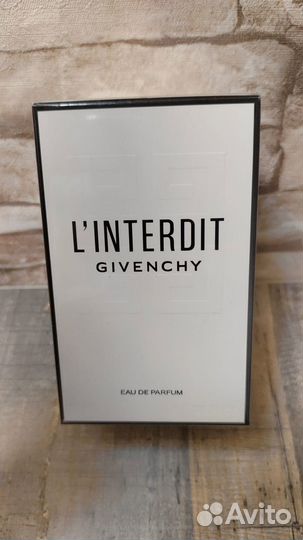 L'INTERDIT
GIVENCHY
EAU DE PARFUM
Avito